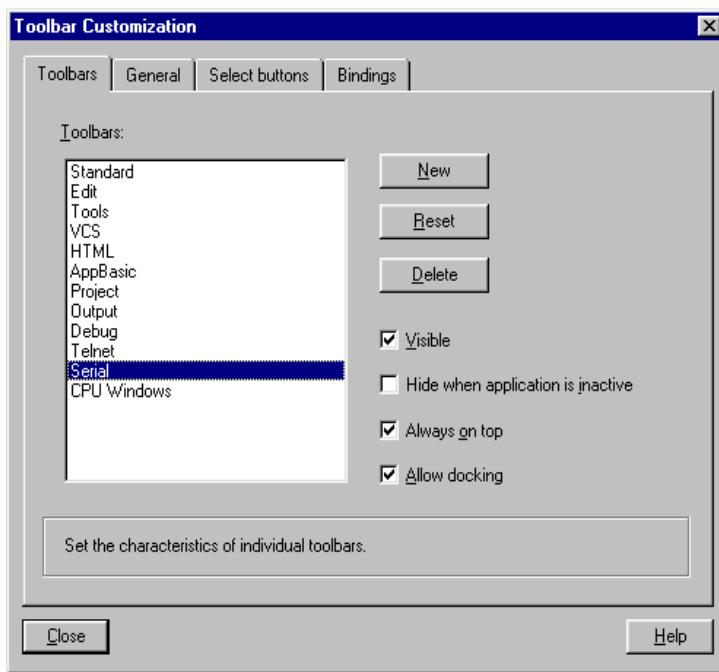 Toolbar Customization
Toolbars General Select buttons Bindings
Toolbars:
Standard
Edit
Tools
VCS
HTML
AppBasic
Project
Output
Debug
Telnet
Serial
CPU Windows
New
Reset
Delete
Visible
Hide when application is inactive
Always on top
Allow docking
Set the characteristics of individual toolbars.
Close
Help